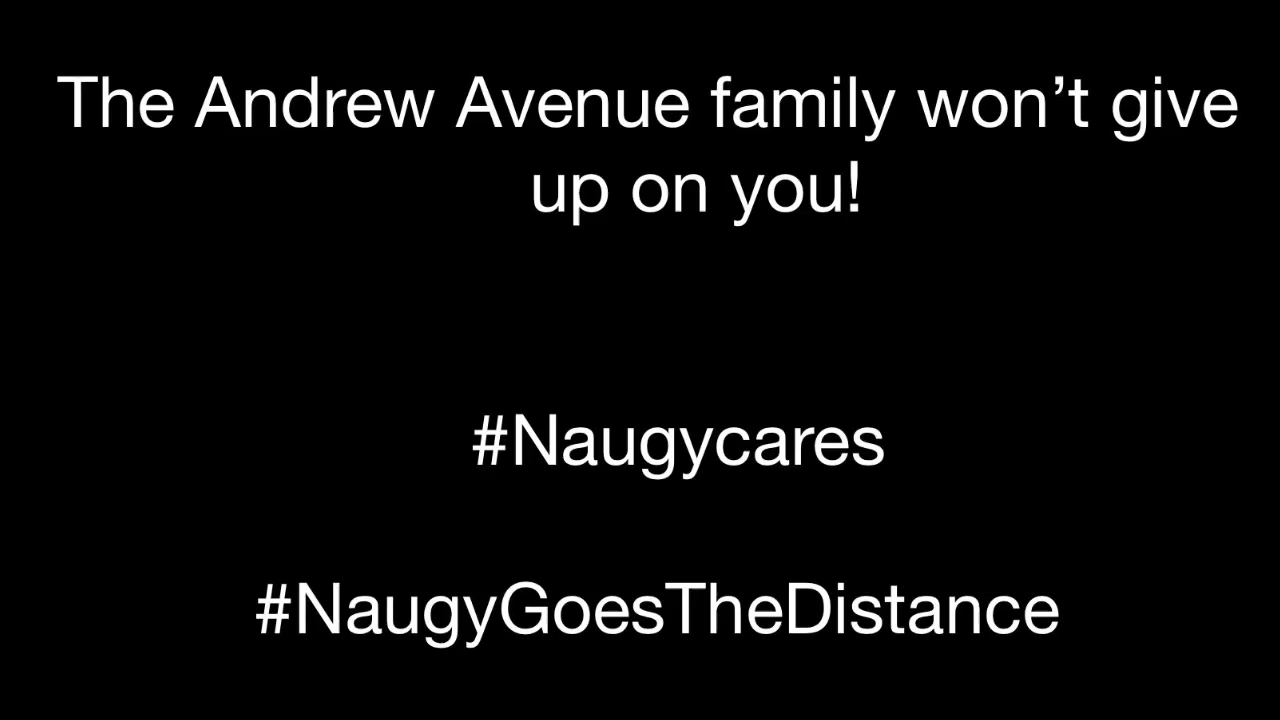 The Andrew Avenue family won’t give
up on you!
#Naugycares
#NaugyGoesTheDistance